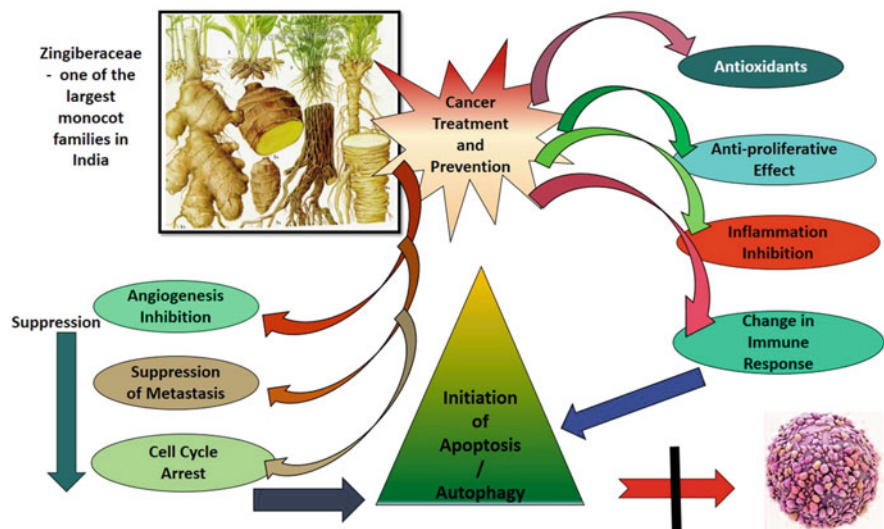 Zingiberaceae
- one of the
largest
monocot
families in
India
Cancer
Treatment
and
Prevention
Antioxidants
Anti-proliferative
Effect
Inflammation
Inhibition
Change in
Immune
Response
Suppression
Angiogenesis
Inhibition
Suppression
of Metastasis
Cell Cycle
Arrest
Initiation
of
Apoptosis
/
Autophagy